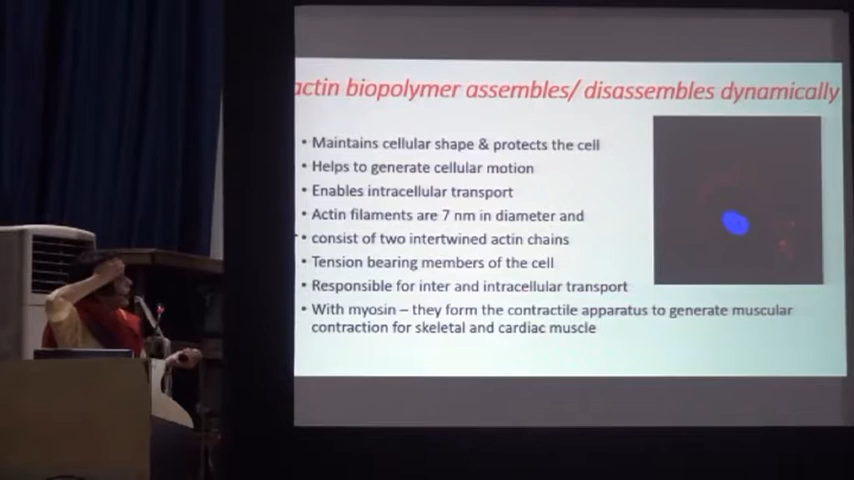 actin biopolymer assembles/ disassembles dynamically
• Maintains cellular shape & protects the cell
• Helps to generate cellular motion
• Enables intracellular transport
• Actin filaments are 7 nm in diameter and
• consist of two intertwined actin chains
• Tension bearing members of the cell
• Responsible for inter and intracellular transport
• With myosin – they form the contractile apparatus to generate muscular
contraction for skeletal and cardiac muscle